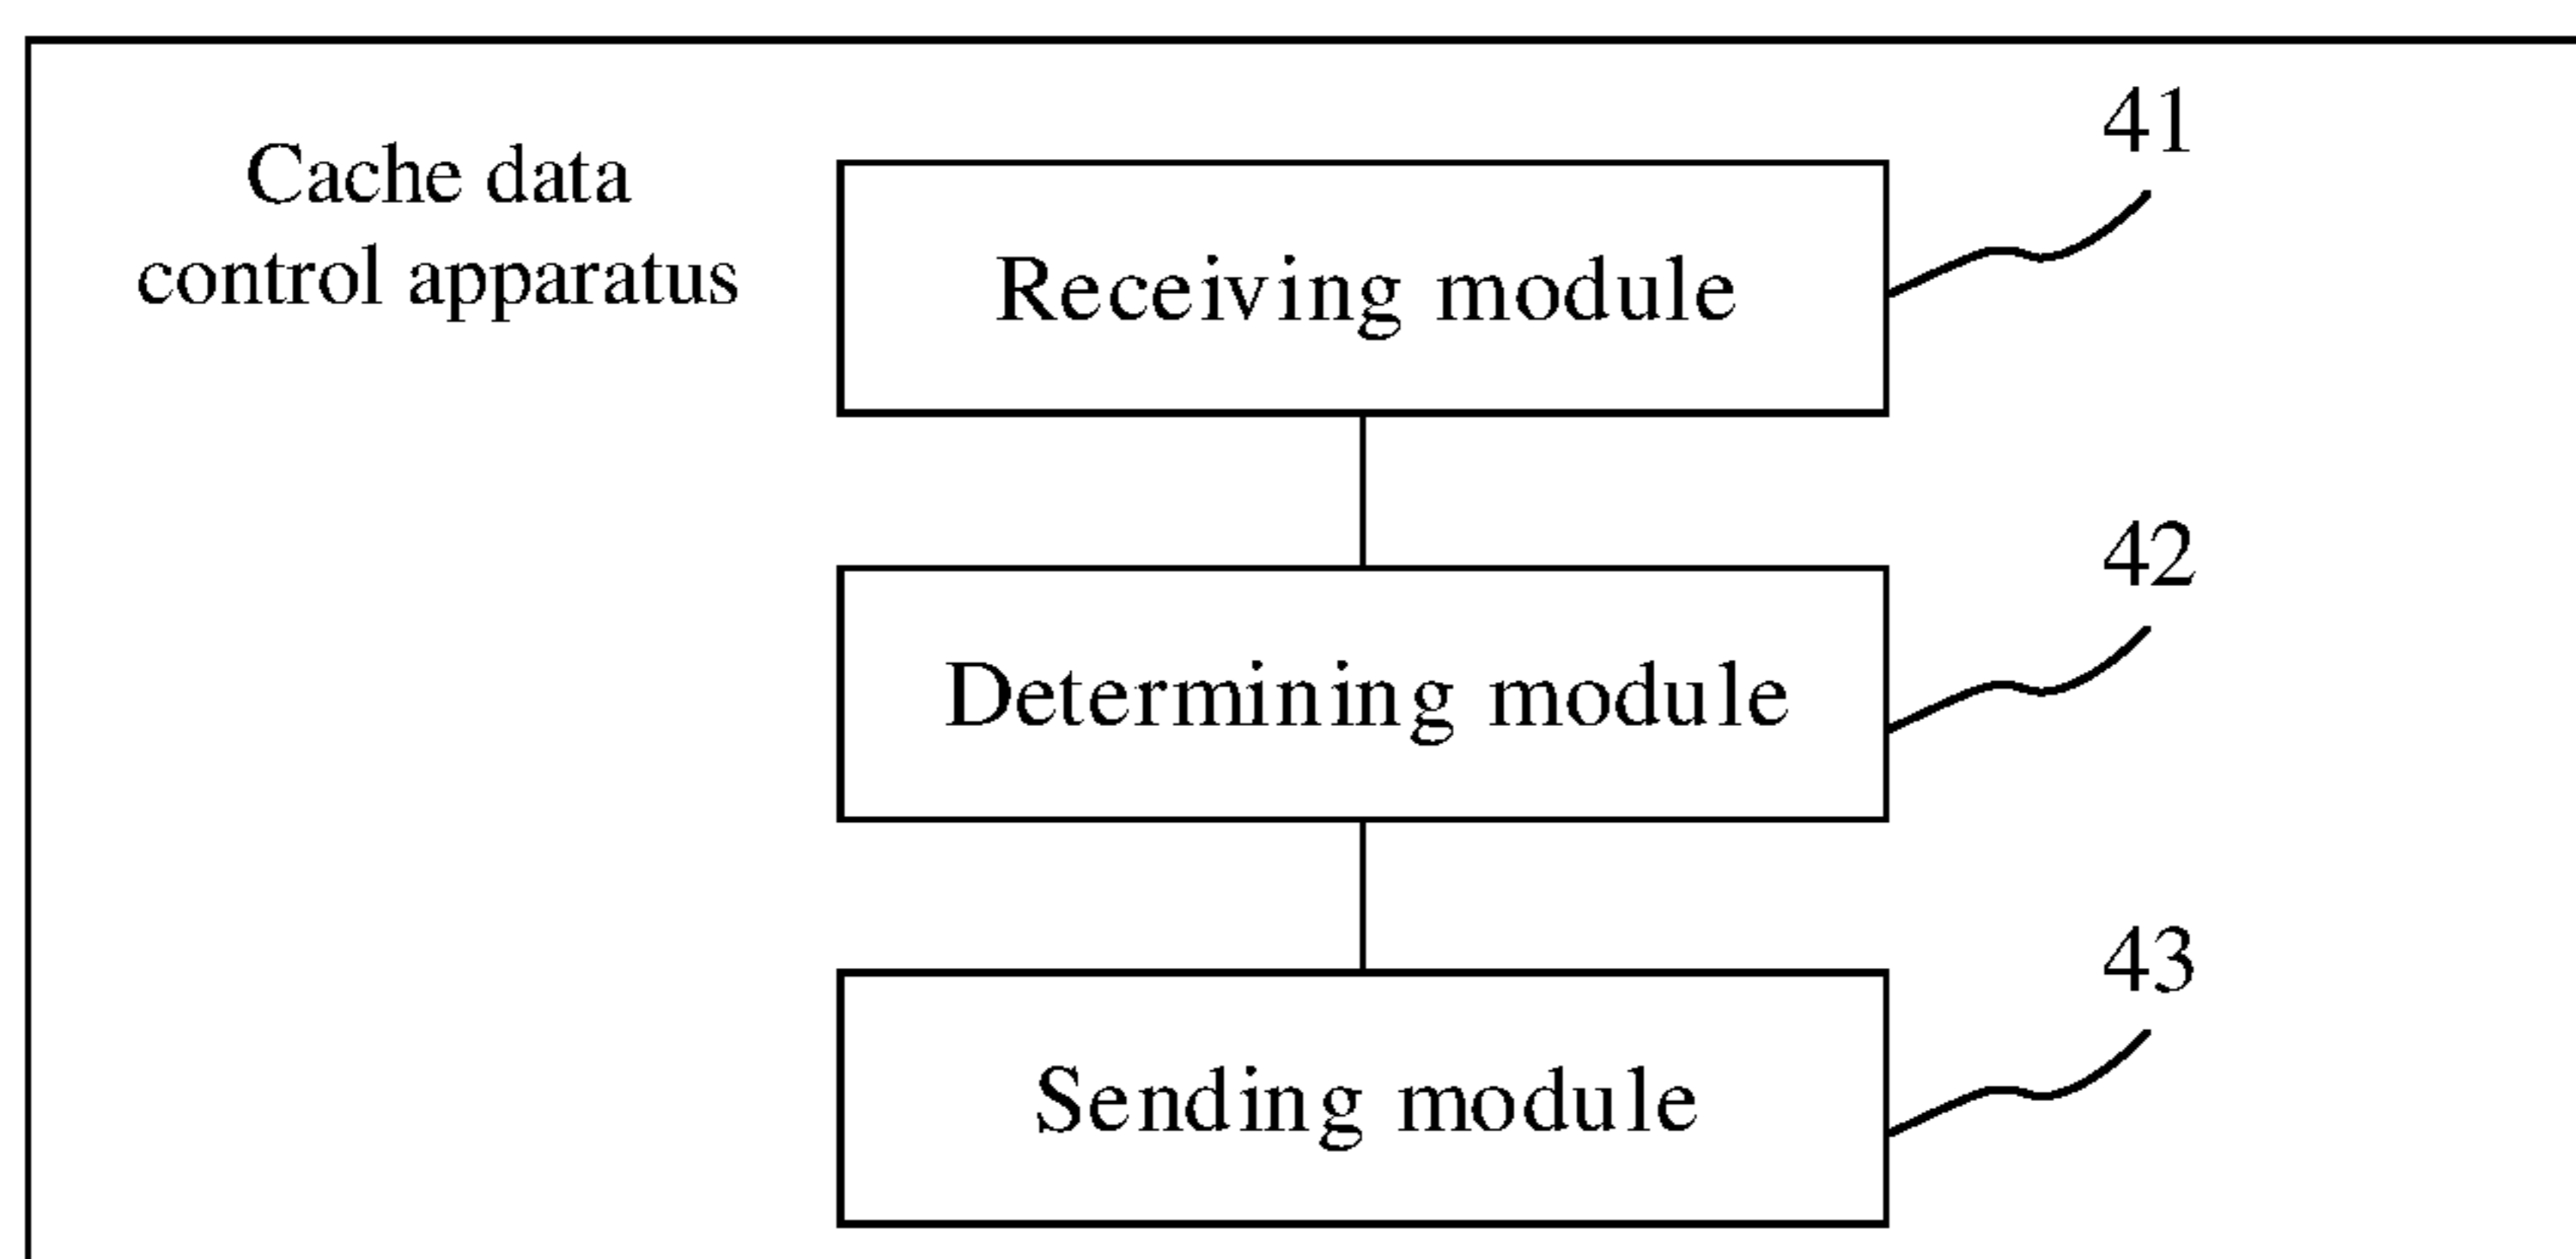 Cache data
control apparatus
41
Receiving module
42
Determining module
43
Sending module